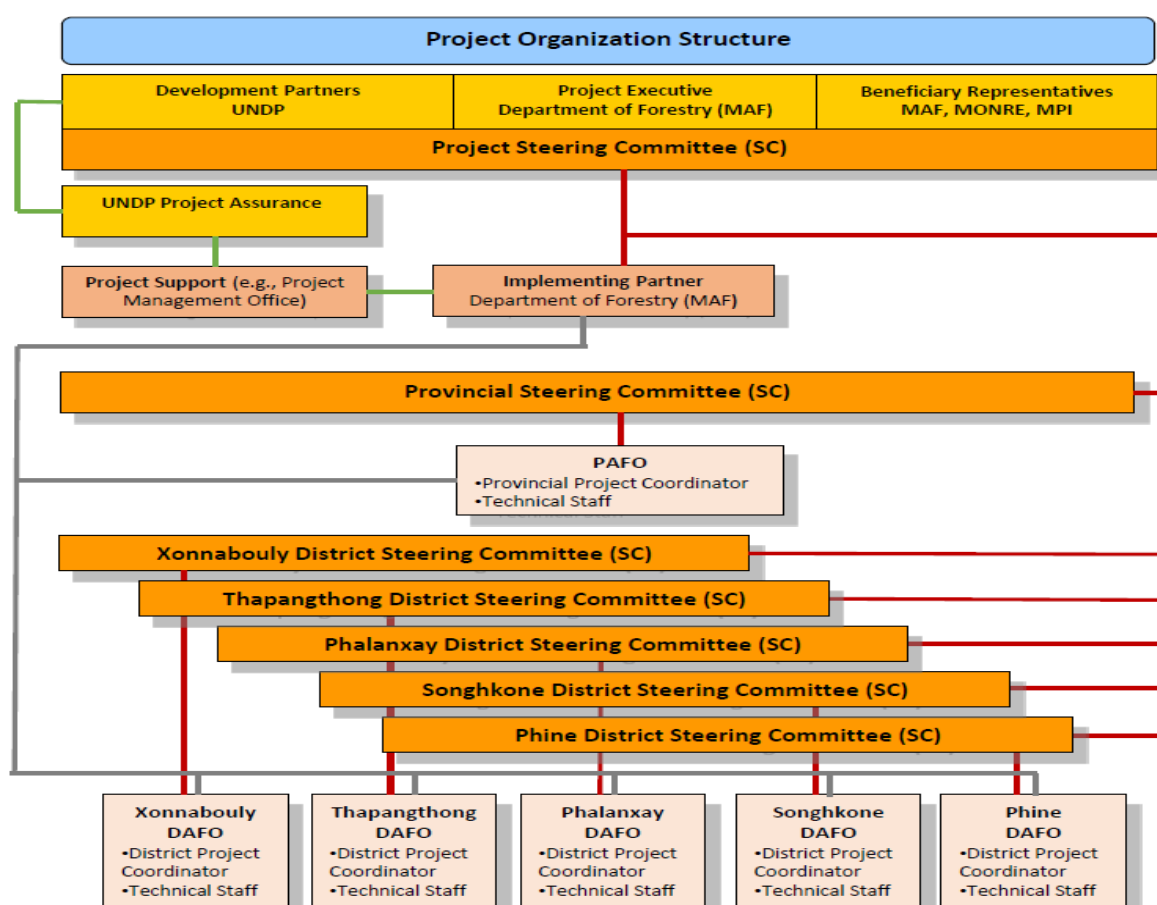 Project Organization Structure
Development Partners
UNDP
Project Executive
Department of Forestry (MAF)
Beneficiary Representatives
MAF, MONRE, MPI
Project Steering Committee (SC)
UNDP Project Assurance
Project Support (e.g., Project
Management Office)
Implementing Partner
Department of Forestry (MAF)
Provincial Steering Committee (SC)
PAFO
•Provincial Project Coordinator
•Technical Staff
Xonnabouly District Steering Committee (SC)
Thapangthong District Steering Committee (SC)
Phalanxay District Steering Committee (SC)
Songhkone District Steering Committee (SC)
Phine District Steering Committee (SC)
Xonnabouly
DAFO
•District Project
Coordinator
•Technical Staff
Thapangthong
DAFO
•District Project
Coordinator
•Technical Staff
Phalanxay
DAFO
•District Project
Coordinator
•Technical Staff
Songhkone
DAFO
•District Project
Coordinator
•Technical Staff
Phine
DAFO
•District Project
Coordinator
•Technical Staff